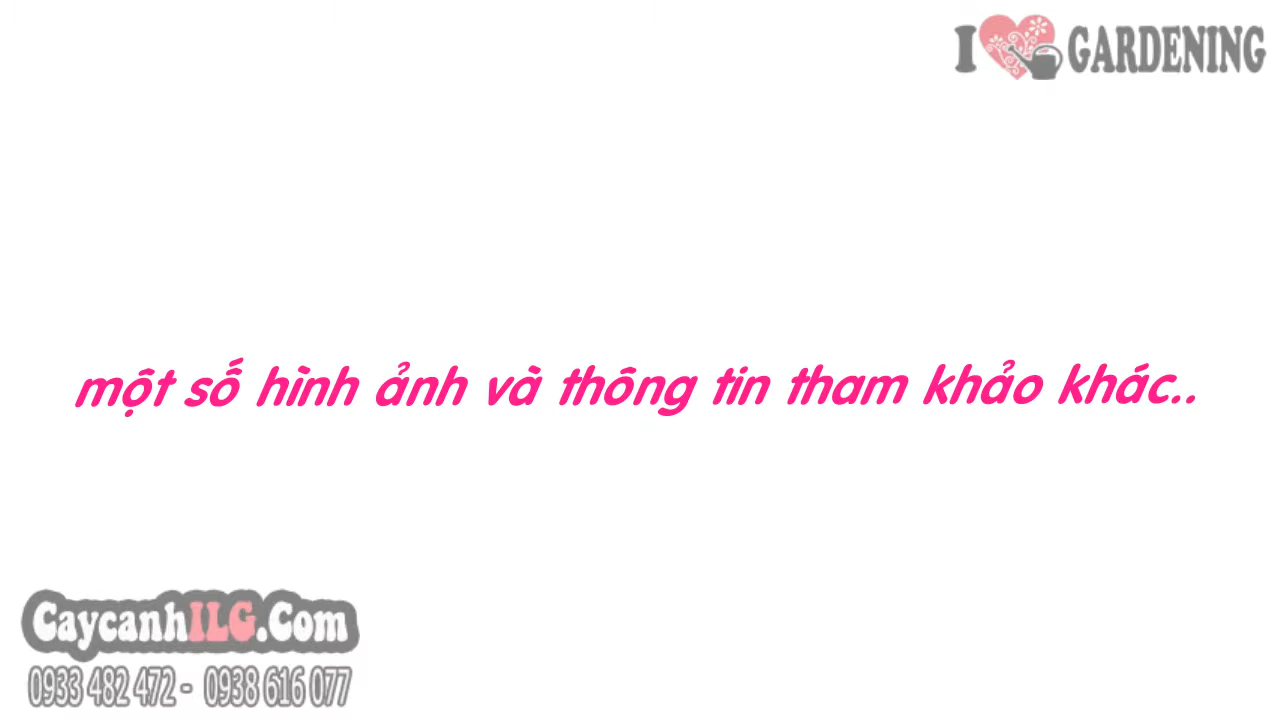 I GARDENING
một số hình ảnh và thông tin tham khảo khác..
CaycanhILG.Com
0933 482 472 - 0938 616 077